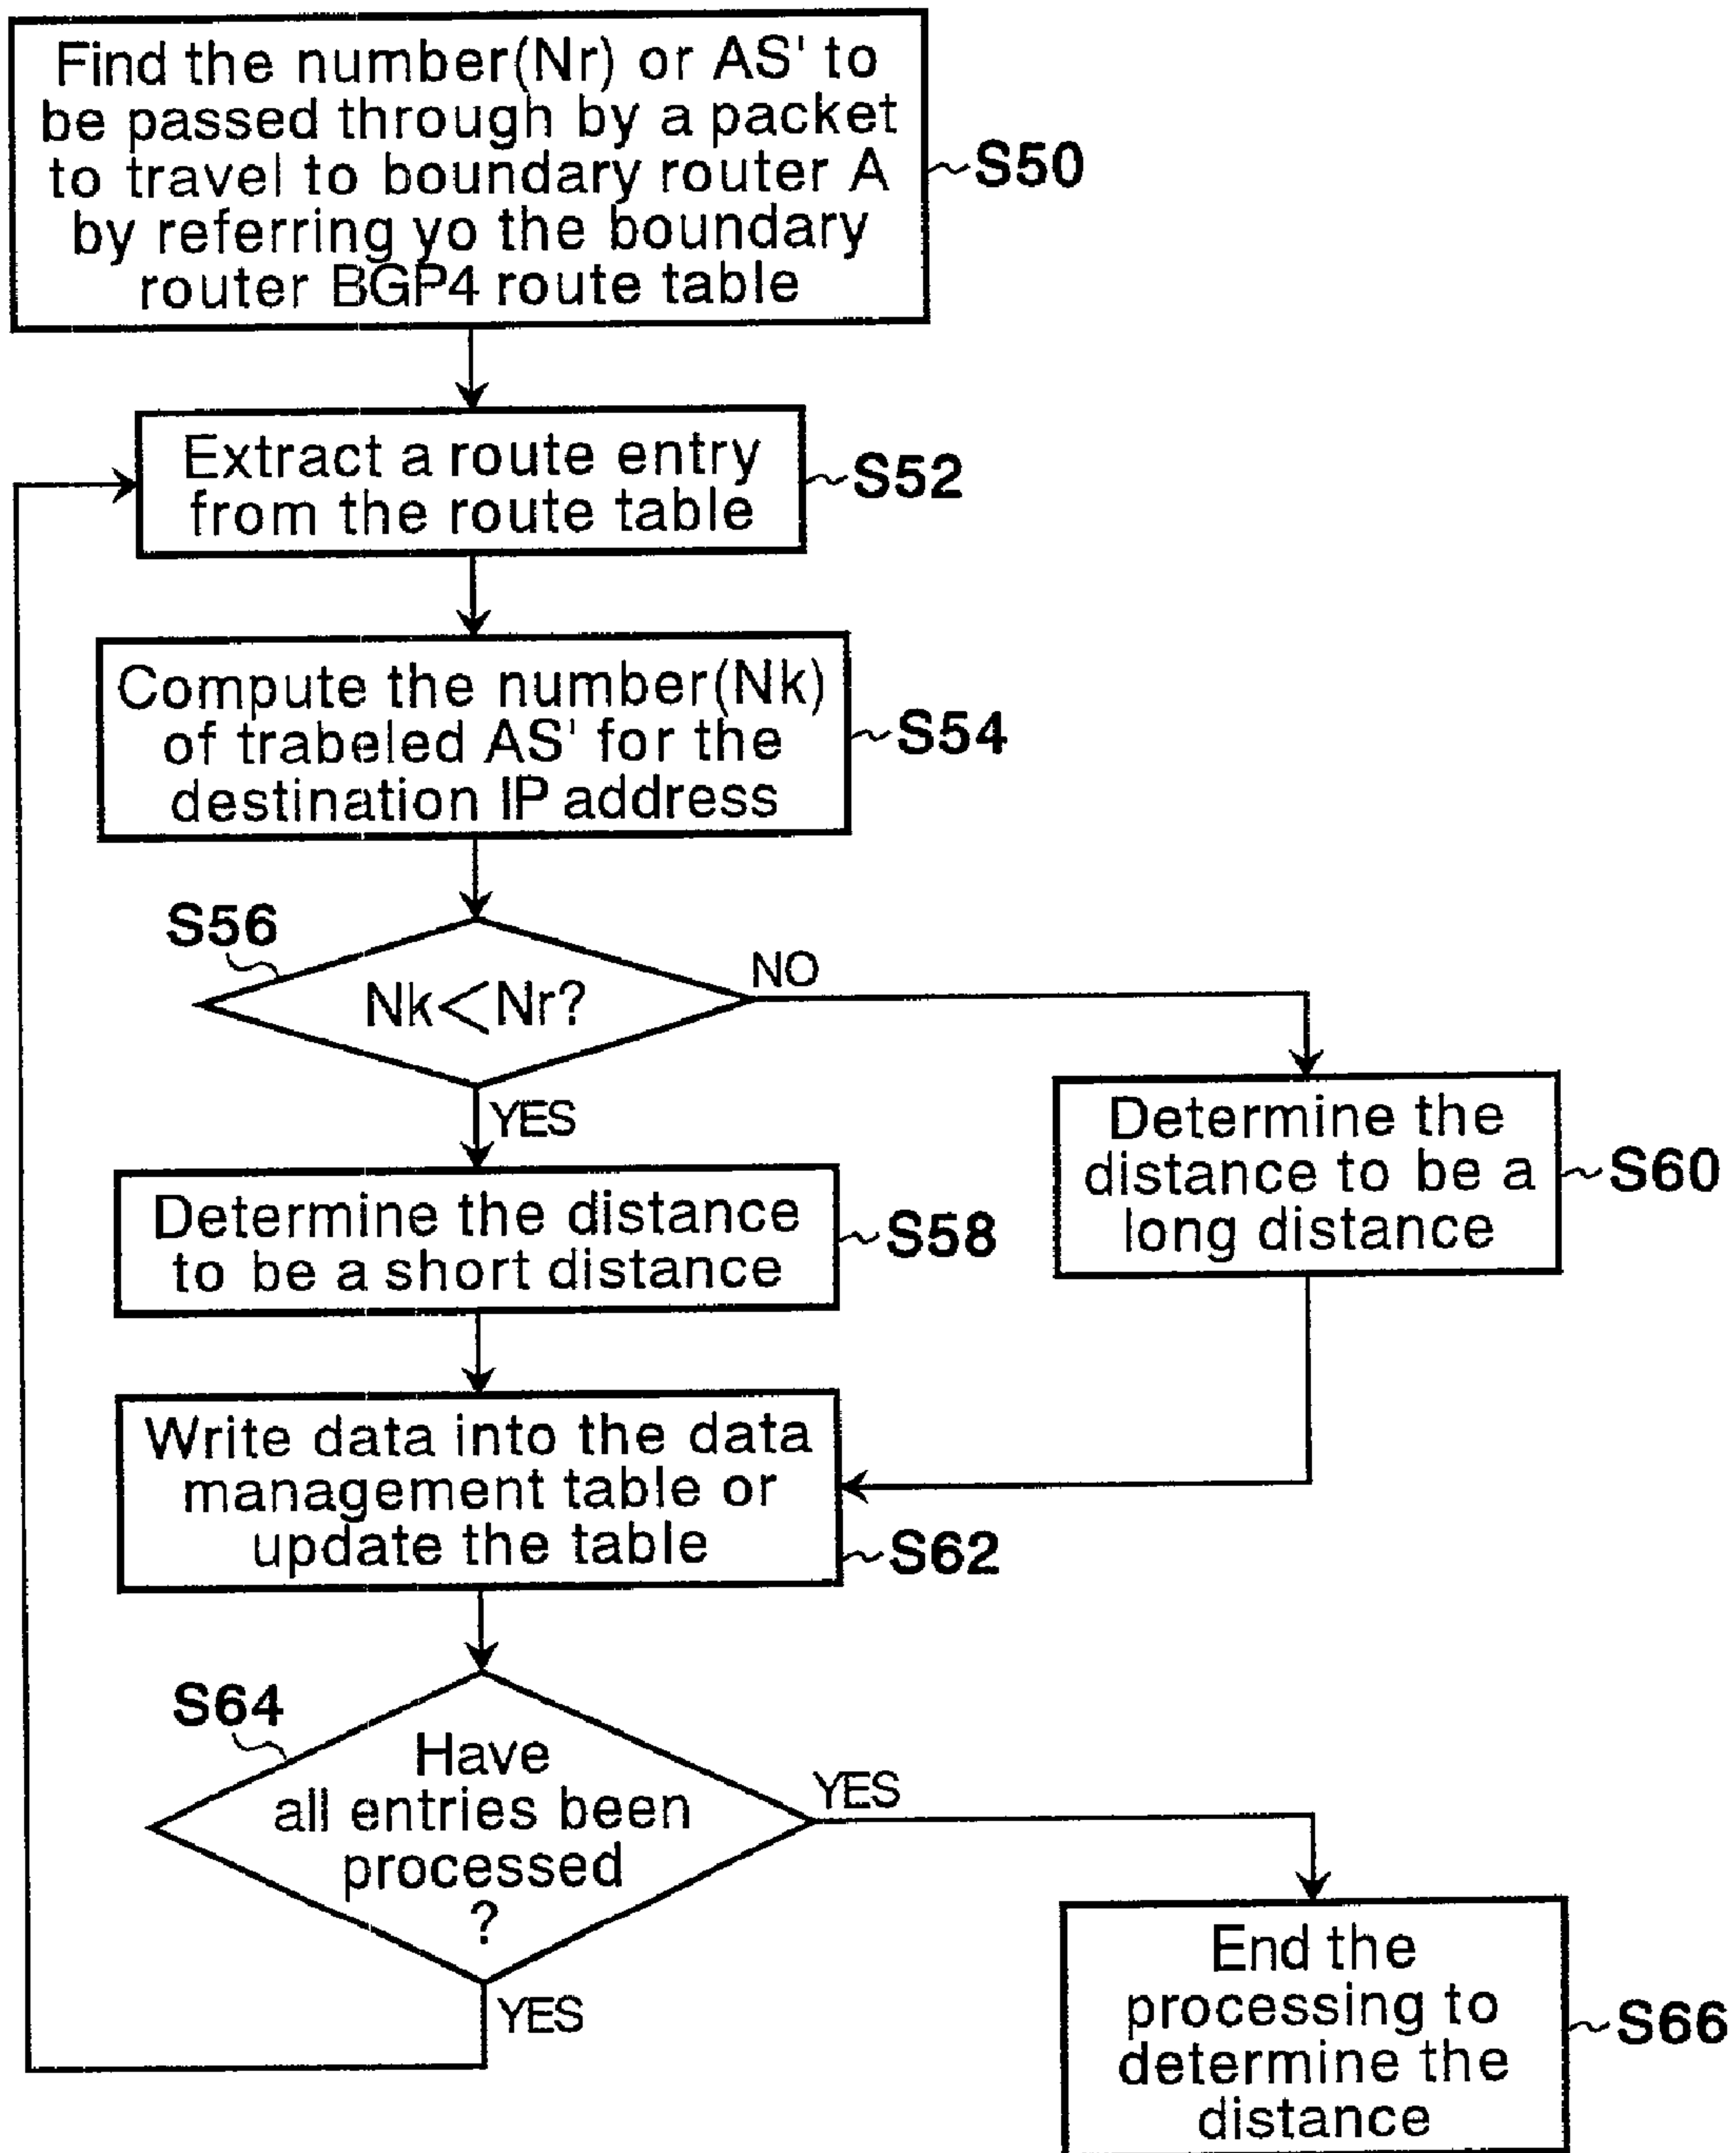 Find the number(Nr) or AS' to
be passed through by a packet
to travel to boundary router A
by referring yo the boundary
router BGP4 route table
S50
Extract a route entry
from the route table
S52
Compute the number(Nk)
of trabeled AS' for the
destination IP address
S54
S56
Nk<Nr?
NO
YES
Determine the
distance to be a
long distance
S60
Determine the distance
to be a short distance
S58
Write data into the data
management table or
update the table
S62
S64
Have
all entries been
processed
?
YES
YES
End the
processing to
determine the
distance
S66